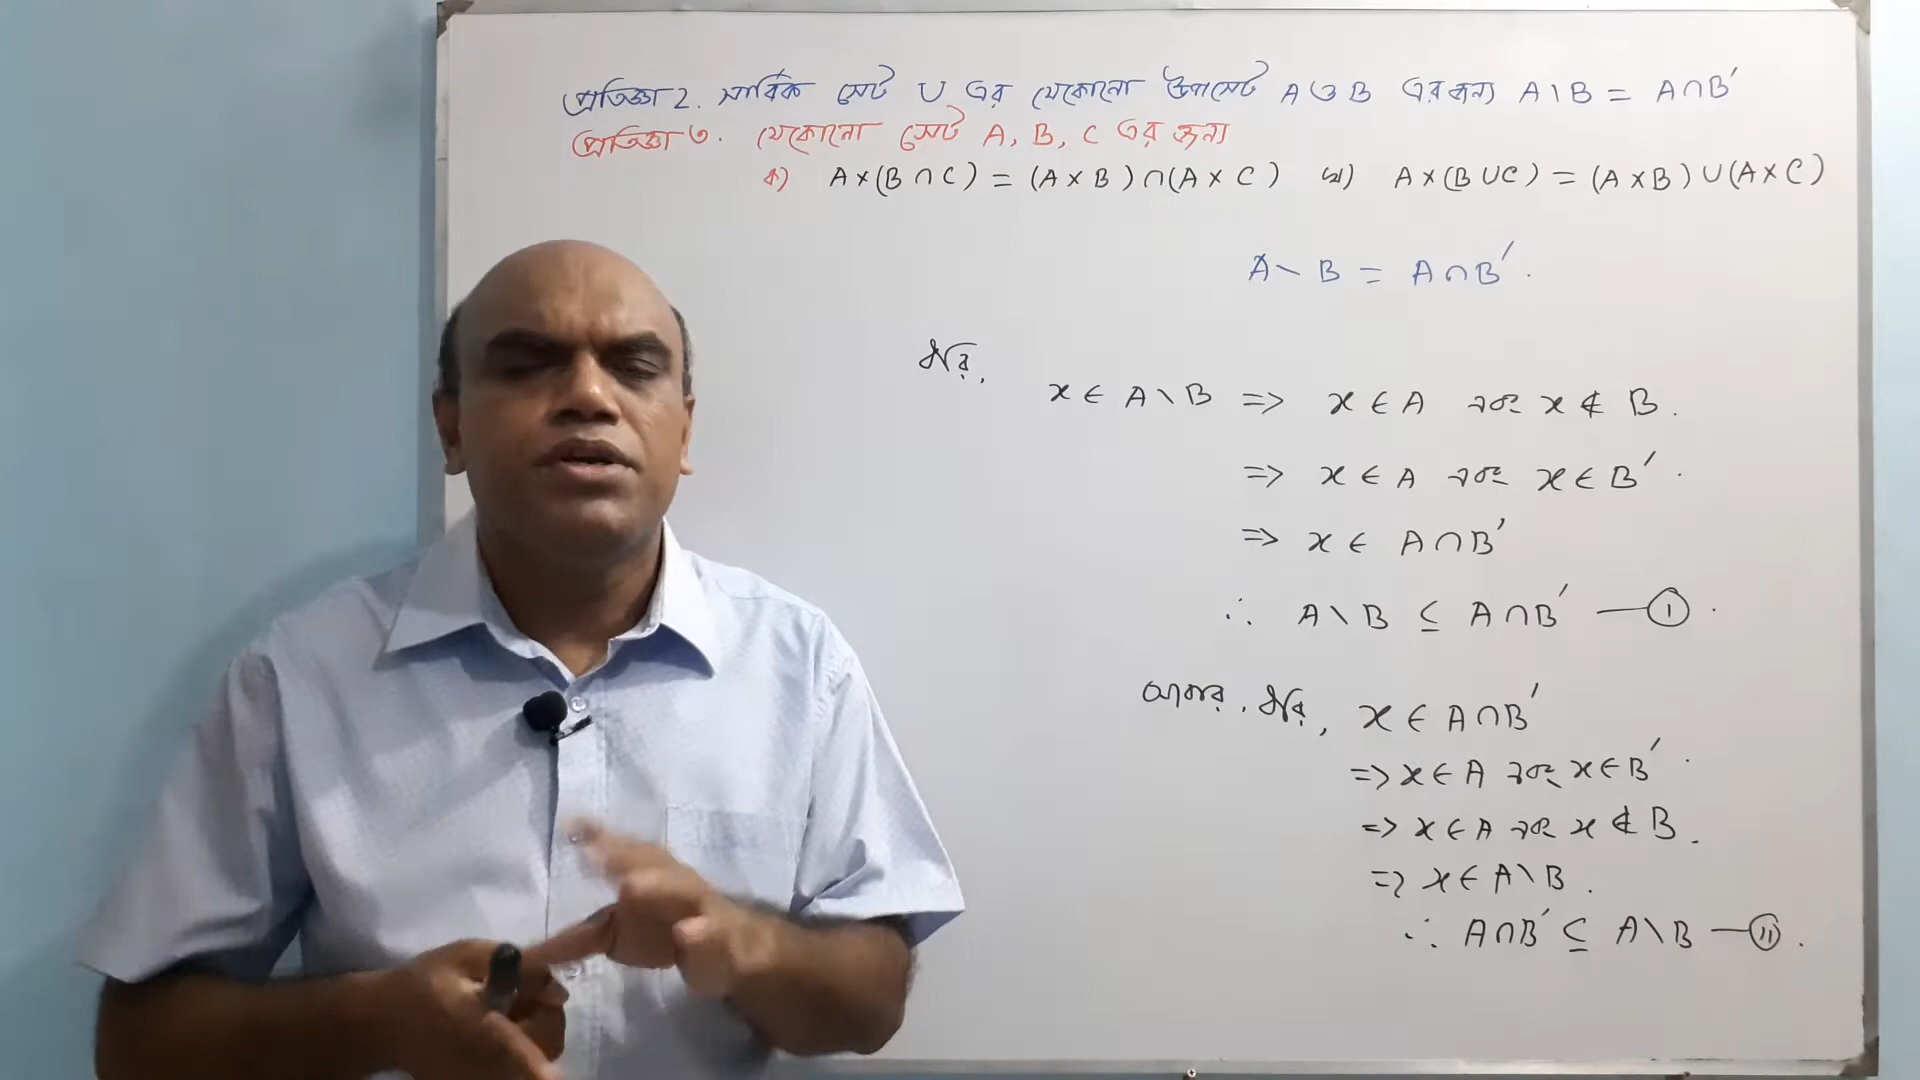 প্রতিজ্ঞা 2. সার্বিক সেট U এর যেকোনো উপসেট A ও B এর জন্য A \ B = A ∩ B′
প্রতিজ্ঞা ৩. যেকোনো সেট A, B, C এর জন্য
ক) A × (B ∩ C) = (A × B) ∩ (A × C) খ) A × (B ∪ C) = (A × B) ∪ (A × C)
A \ B = A ∩ B′.
ধরি, 
x ∈ A \ B => x ∈ A এবং x ∉ B.
=> x ∈ A এবং x ∈ B′.
=> x ∈ A ∩ B′
∴ A \ B ⊆ A ∩ B′ — (i).
আবার, ধরি, x ∈ A ∩ B′
=> x ∈ A এবং x ∈ B′.
=> x ∈ A এবং x ∉ B.
=> x ∈ A \ B.
∴ A ∩ B′ ⊆ A \ B — (ii).